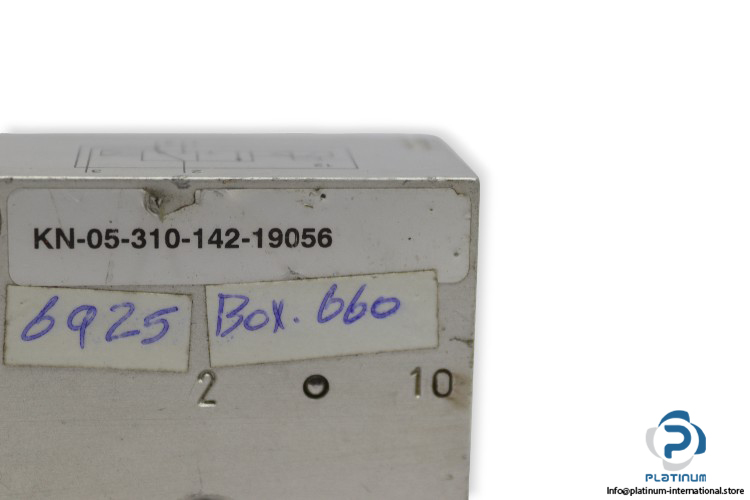 KN-05-310-142-19056
6925
Box.660
2
10
PLATINUM
Info@platinum-international.store